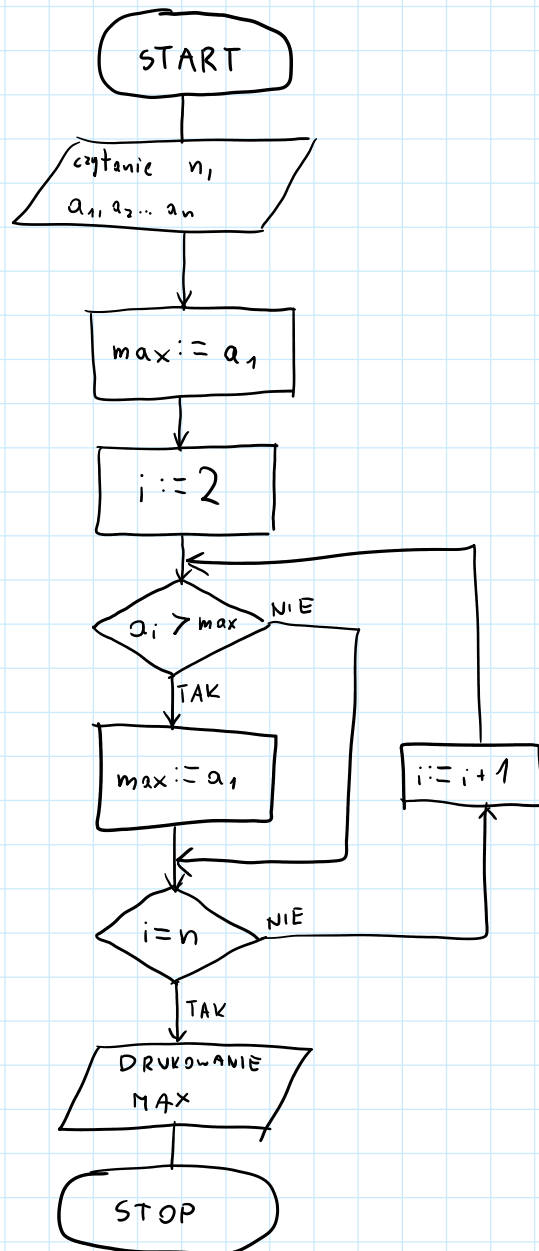 START
czytanie n,
a1, a2 ... an
max := a1
i := 2
ai > max
NIE
TAK
max := a1
i := i + 1
i = n
NIE
TAK
DRUKOWANIE
MAX
STOP